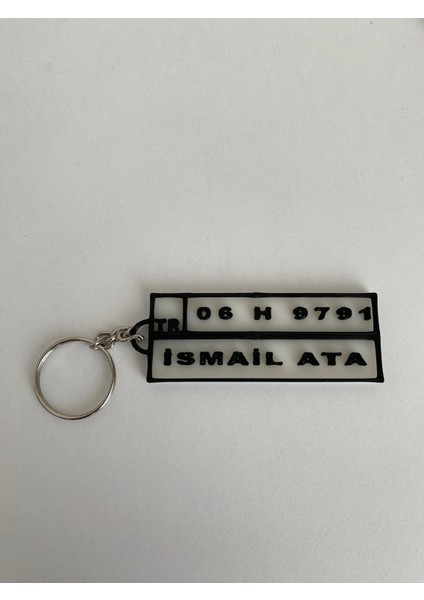 TR 06 H 9791
İSMAİL ATA